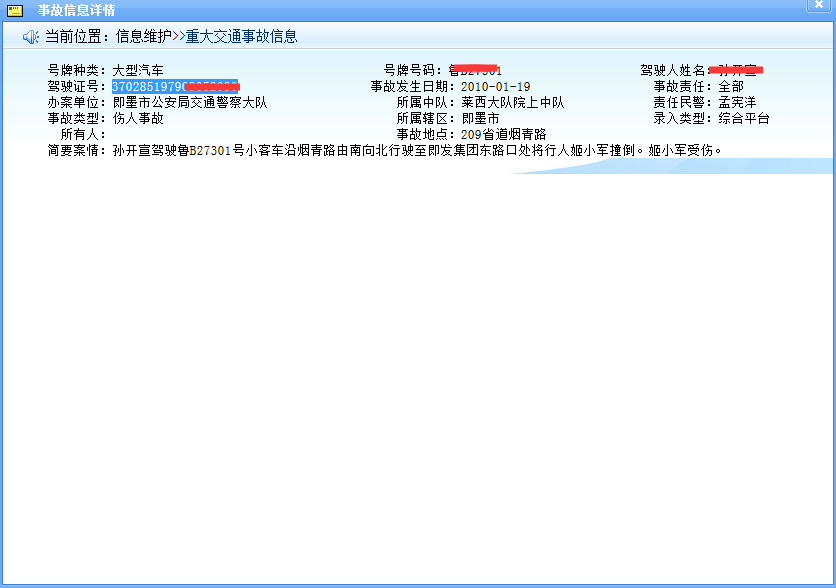 事故信息详情
当前位置：信息维护>>重大交通事故信息
号牌种类：大型汽车 号牌号码：鲁 驾驶人姓名：
驾驶证号：370285197 事故发生日期：2010-01-19 事故责任：全部
办案单位：即墨市公安局交通警察大队 所属中队：莱西大队院上中队 责任民警：孟宪洋
事故类型：伤人事故 所属辖区：即墨市 录入类型：综合平台
所有人： 事故地点：209省道烟青路
简要案情：孙开宣驾驶鲁B27301号小客车沿烟青路由南向北行驶至即发集团东路口处将行人姬小军撞倒。姬小军受伤。